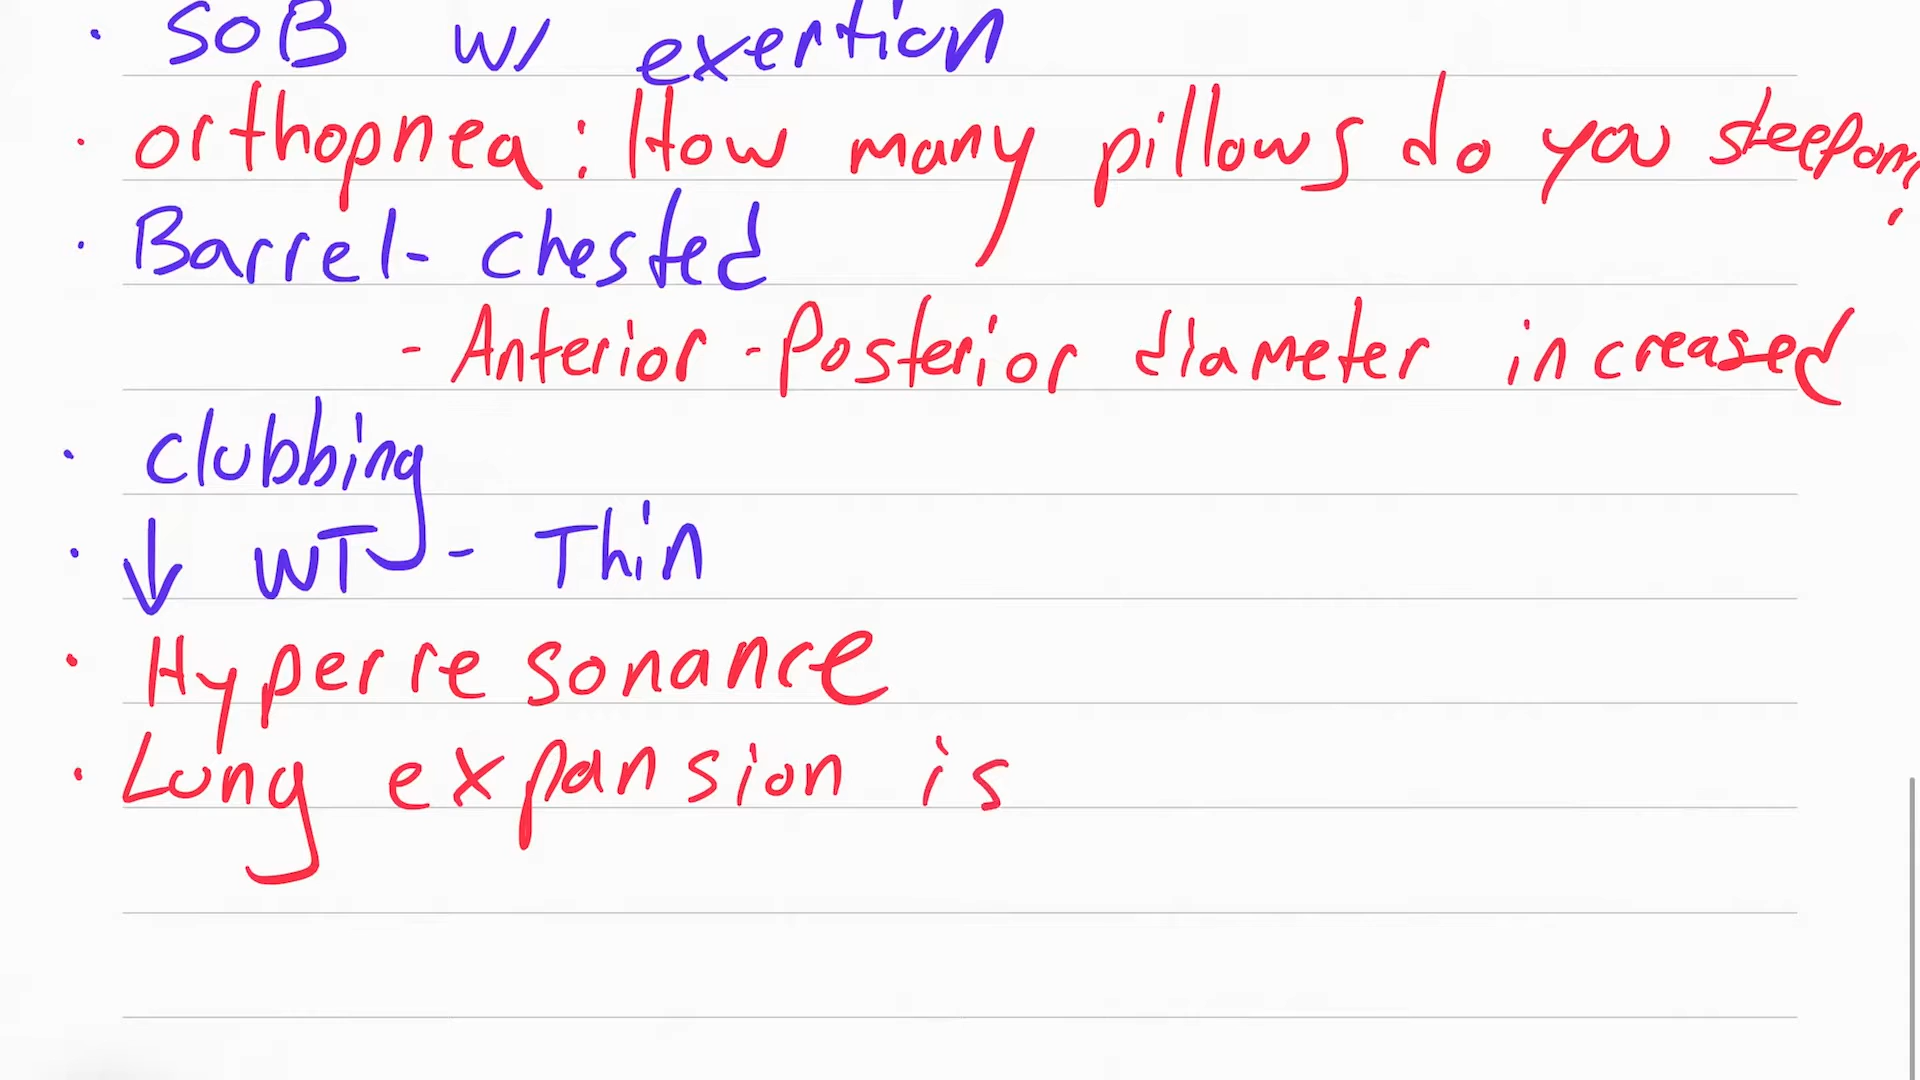 · SOB w/ exertion
· orthopnea: How many pillows do you sleep on?
· Barrel-chested
- Anterior-Posterior diameter increased
· clubbing
· ↓ WT - Thin
· Hyperresonance
· Lung expansion is